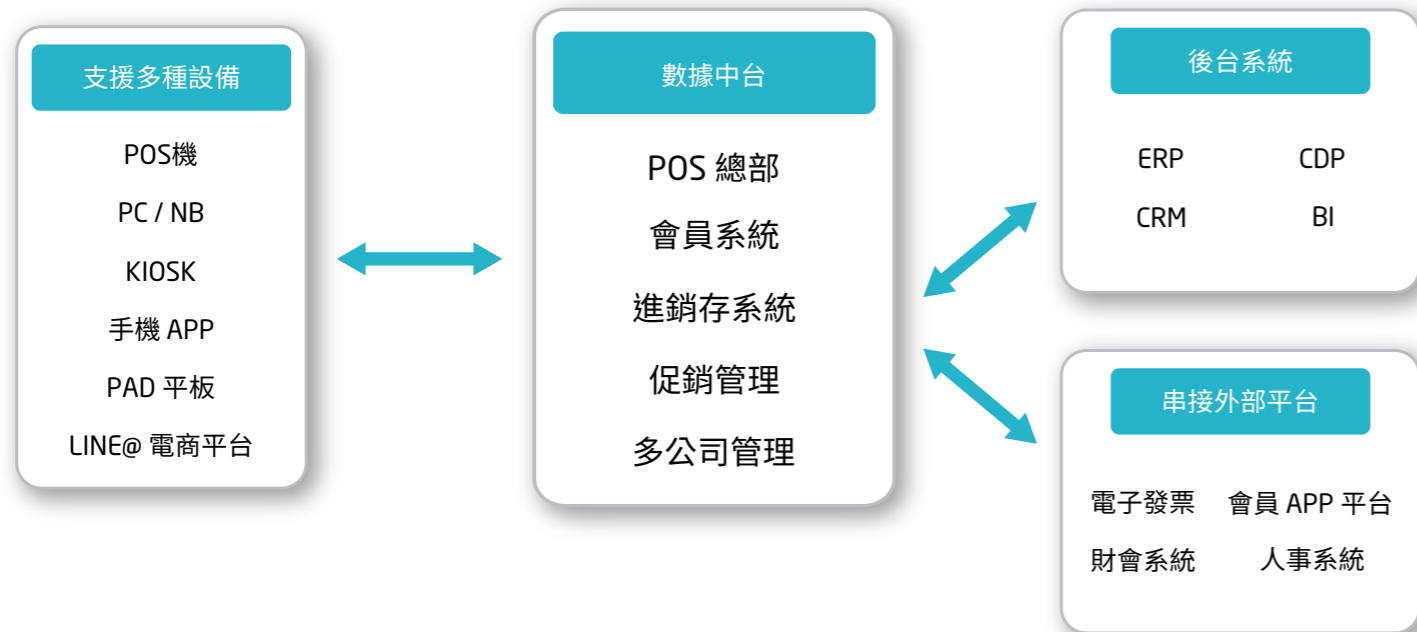 支援多種設備
POS機
PC / NB
KIOSK
手機 APP
PAD 平板
LINE@ 電商平台
數據中台
POS 總部
會員系統
進銷存系統
促銷管理
多公司管理
後台系統
ERP CDP
CRM BI
串接外部平台
電子發票 會員 APP 平台
財會系統 人事系統